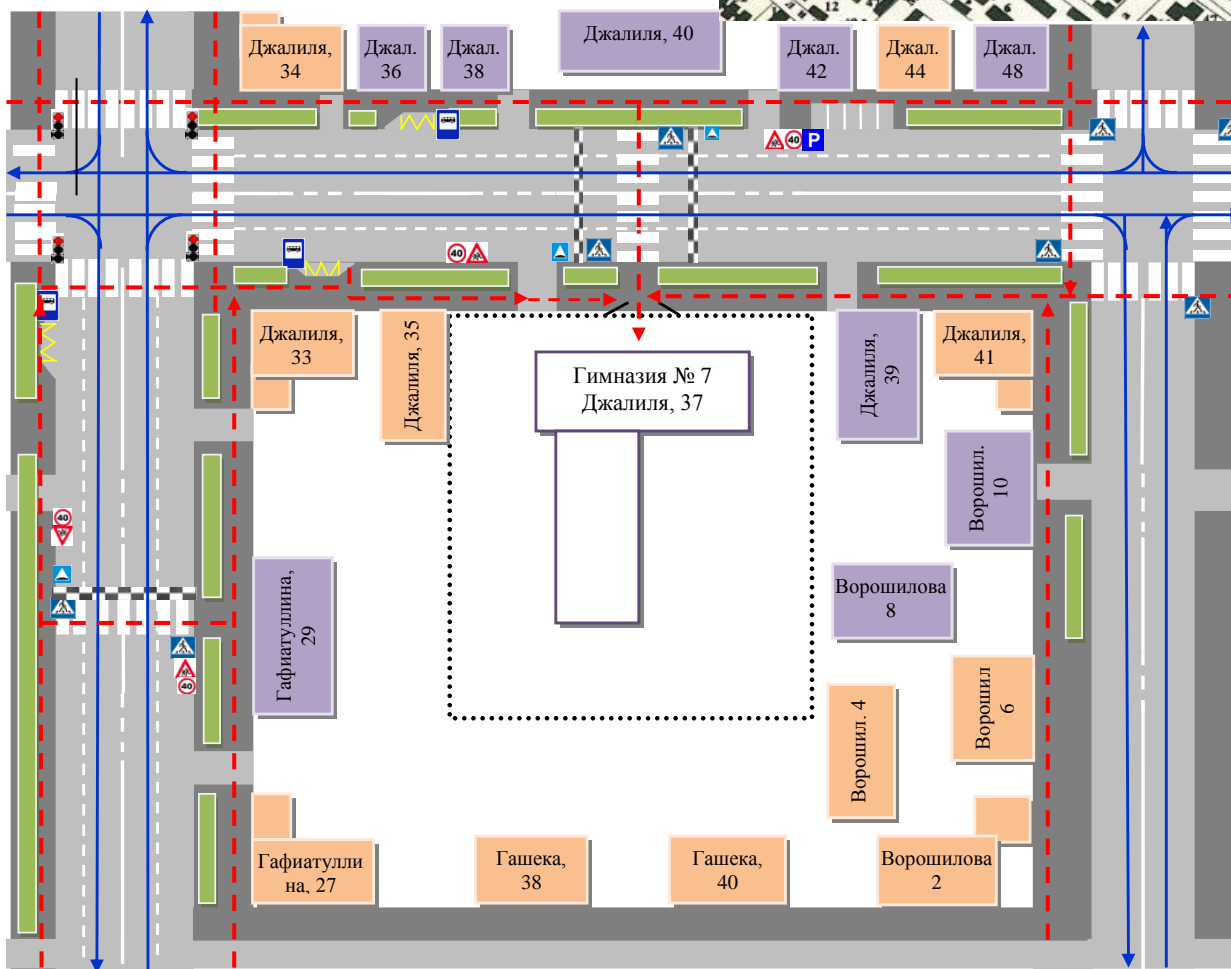 12
Джалиля,
34
Джал.
36
Джал.
38
Джалиля, 40
Джал.
42
Джал.
44
Джал.
48
40
P
40
Джалиля,
33
Джалиля, 35
Гимназия № 7
Джалиля, 37
Джалиля,
39
Джалиля,
41
Ворошил.
10
40
Гафиатуллина,
29
Ворошилова
8
40
Ворошил
6
Ворошил. 4
Гафиатулли
на, 27
Гашека,
38
Гашека,
40
Ворошилова
2